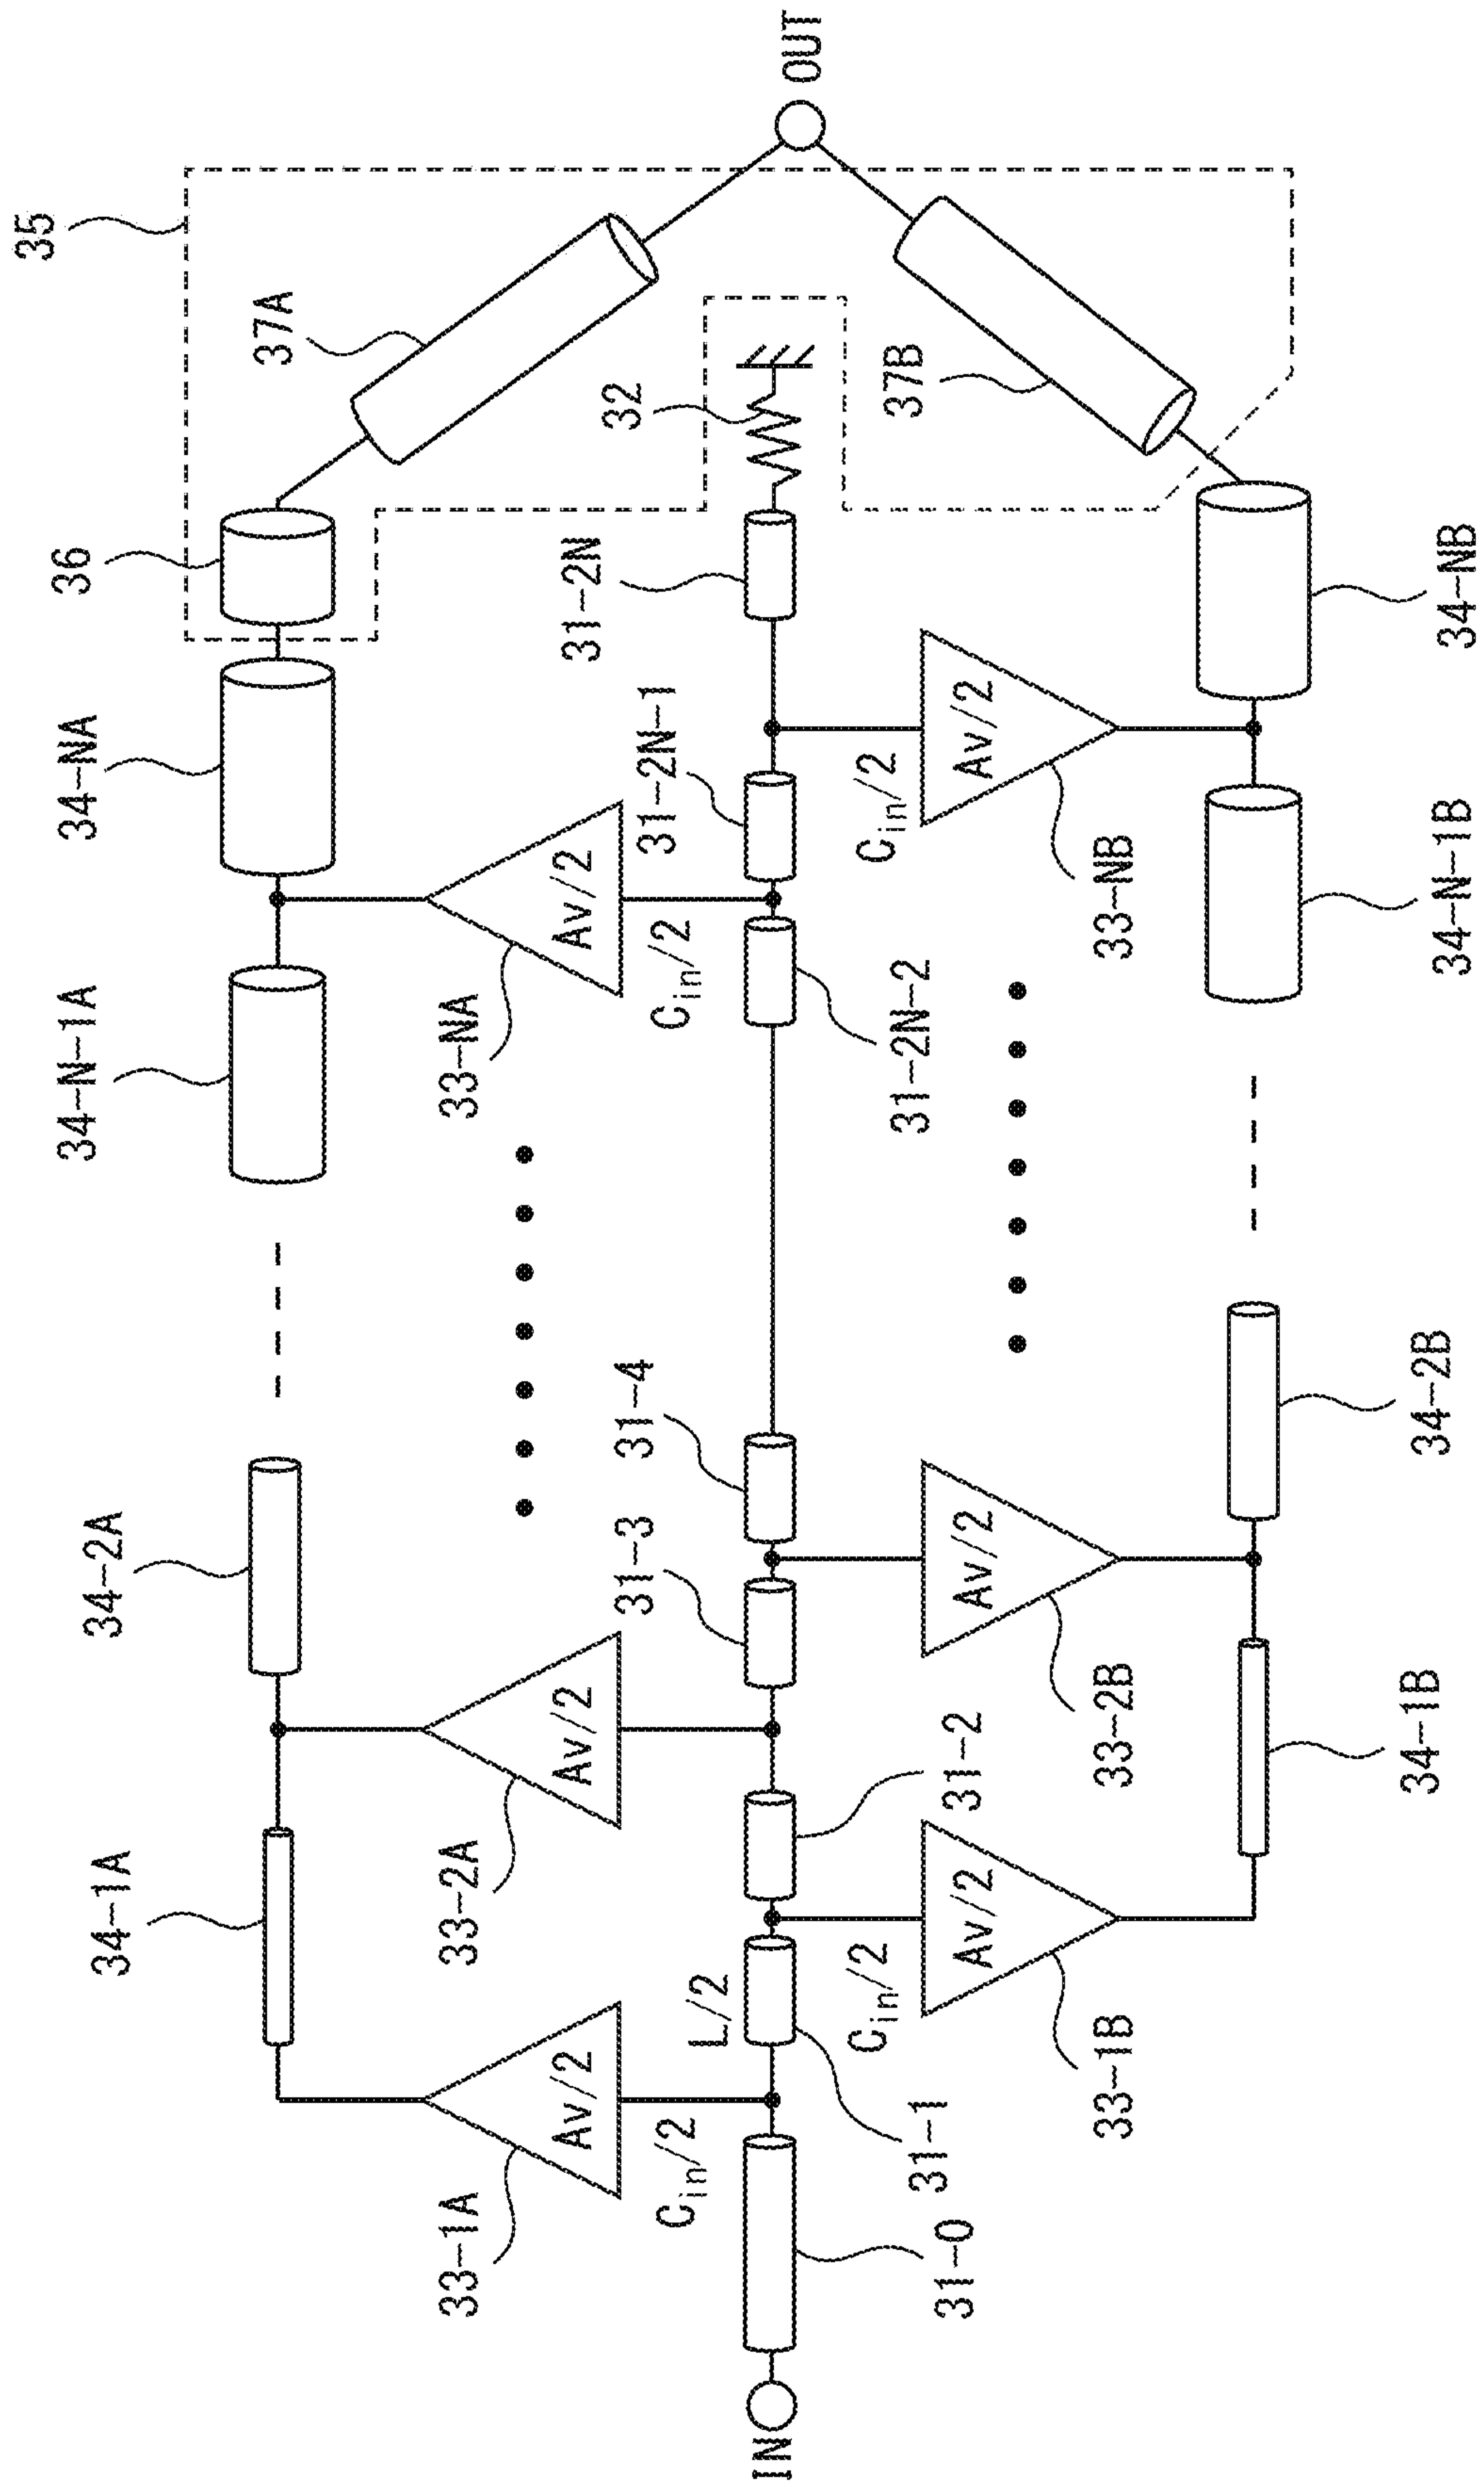 35
36
37A
OUT
34-NA
34-N-1A
34-2A
34-1A
33-NA
33-2A
33-1A
Av/2
Av/2
Av/2
Cin/2
Cin/2
32
37B
31-2N
31-2N-1
31-2N-2
31-4
31-3
31-2
L/2
31-1
31-0
IN
Cin/2
Cin/2
Av/2
Av/2
Av/2
33-NB
33-2B
33-1B
34-NB
34-N-1B
34-2B
34-1B